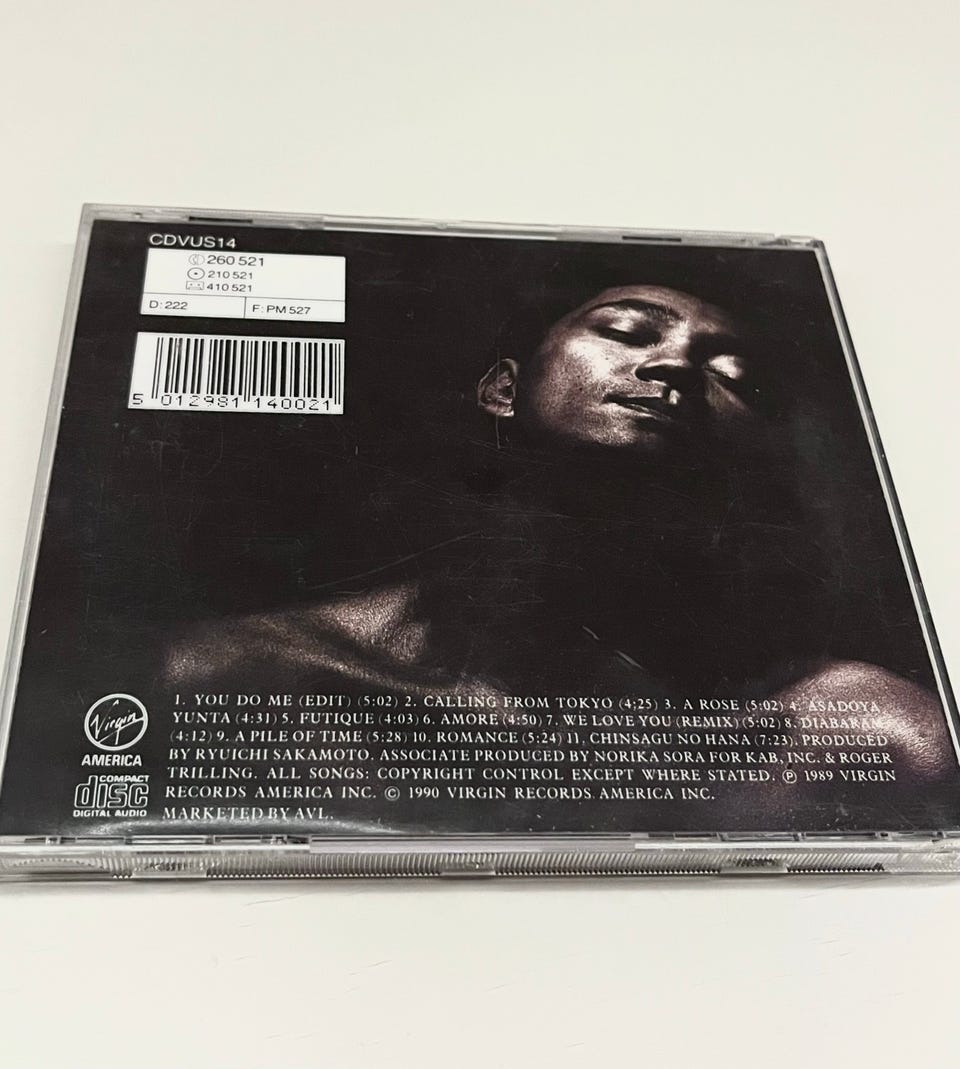 CDVUS14
260 521
210 521
410 521
D: 222 F: PM 527
5 012981 140021
1. YOU DO ME (EDIT) (5:02) 2. CALLING FROM TOKYO (4:25) 3. A ROSE (5:02) 4. ASADOYA
YUNTA (4:31) 5. FUTIQUE (4:03) 6. AMORE (4:50) 7. WE LOVE YOU (REMIX) (5:02) 8. DIABARAM
(4:12) 9. A PILE OF TIME (5:28) 10. ROMANCE (5:24) 11. CHINSAGU NO HANA (7:23). PRODUCED
BY RYUICHI SAKAMOTO. ASSOCIATE PRODUCED BY NORIKA SORA FOR KAB, INC. & ROGER
TRILLING. ALL SONGS: COPYRIGHT CONTROL EXCEPT WHERE STATED. Ⓟ 1989 VIRGIN
RECORDS AMERICA INC. © 1990 VIRGIN RECORDS AMERICA INC.
MARKETED BY AVL.
Virgin
AMERICA
COMPACT
disc
DIGITAL AUDIO